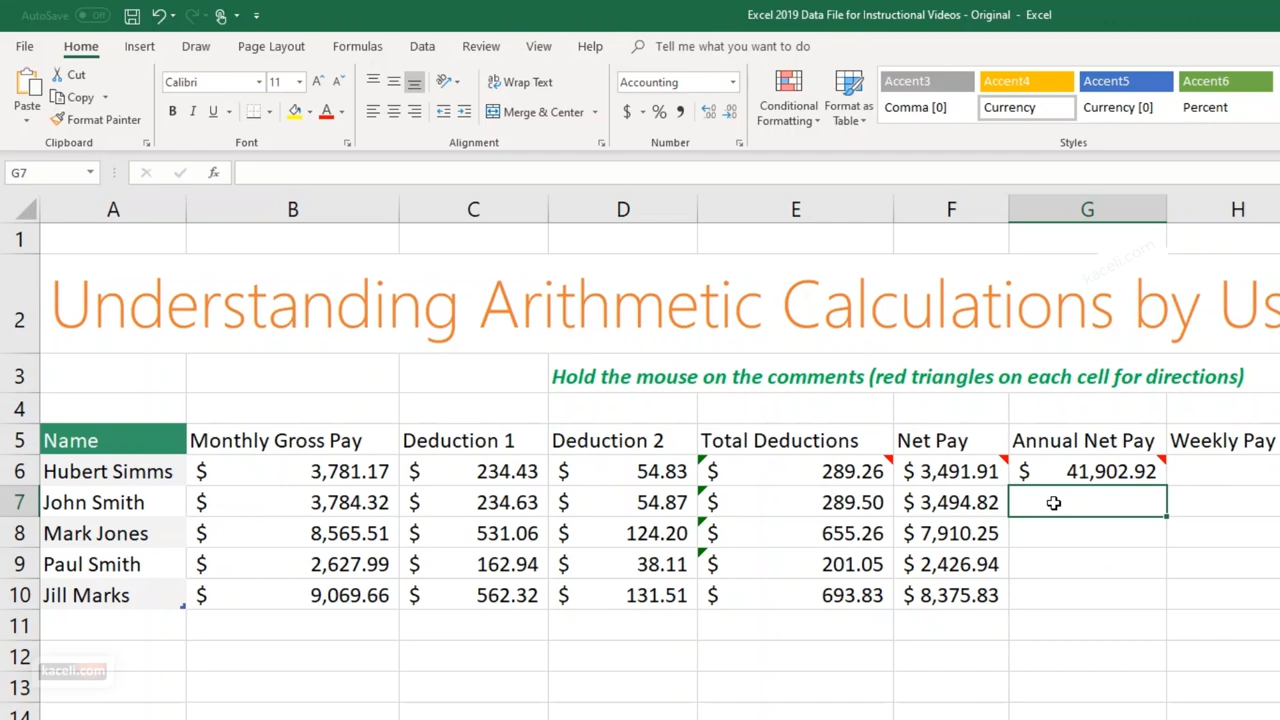 AutoSave Off
Excel 2019 Data File for Instructional Videos - Original - Excel
File Home Insert Draw Page Layout Formulas Data Review View Help Tell me what you want to do
Paste
Cut
Copy
Format Painter
Clipboard
Calibri 11
B I U
Font
Wrap Text
Merge & Center
Alignment
Accounting
$ % ,
Number
Conditional Formatting
Format as Table
Accent3 Accent4 Accent5 Accent6
Comma [0] Currency Currency [0] Percent
Styles
G7 fx
A B C D E F G H
1
kaceli.com
2 Understanding Arithmetic Calculations by Us
3 Hold the mouse on the comments (red triangles on each cell for directions)
4
5 Name Monthly Gross Pay Deduction 1 Deduction 2 Total Deductions Net Pay Annual Net Pay Weekly Pay
6 Hubert Simms $ 3,781.17 $ 234.43 $ 54.83 $ 289.26 $ 3,491.91 $ 41,902.92
7 John Smith $ 3,784.32 $ 234.63 $ 54.87 $ 289.50 $ 3,494.82
8 Mark Jones $ 8,565.51 $ 531.06 $ 124.20 $ 655.26 $ 7,910.25
9 Paul Smith $ 2,627.99 $ 162.94 $ 38.11 $ 201.05 $ 2,426.94
10 Jill Marks $ 9,069.66 $ 562.32 $ 131.51 $ 693.83 $ 8,375.83
11
12
kaceli.com
13
14